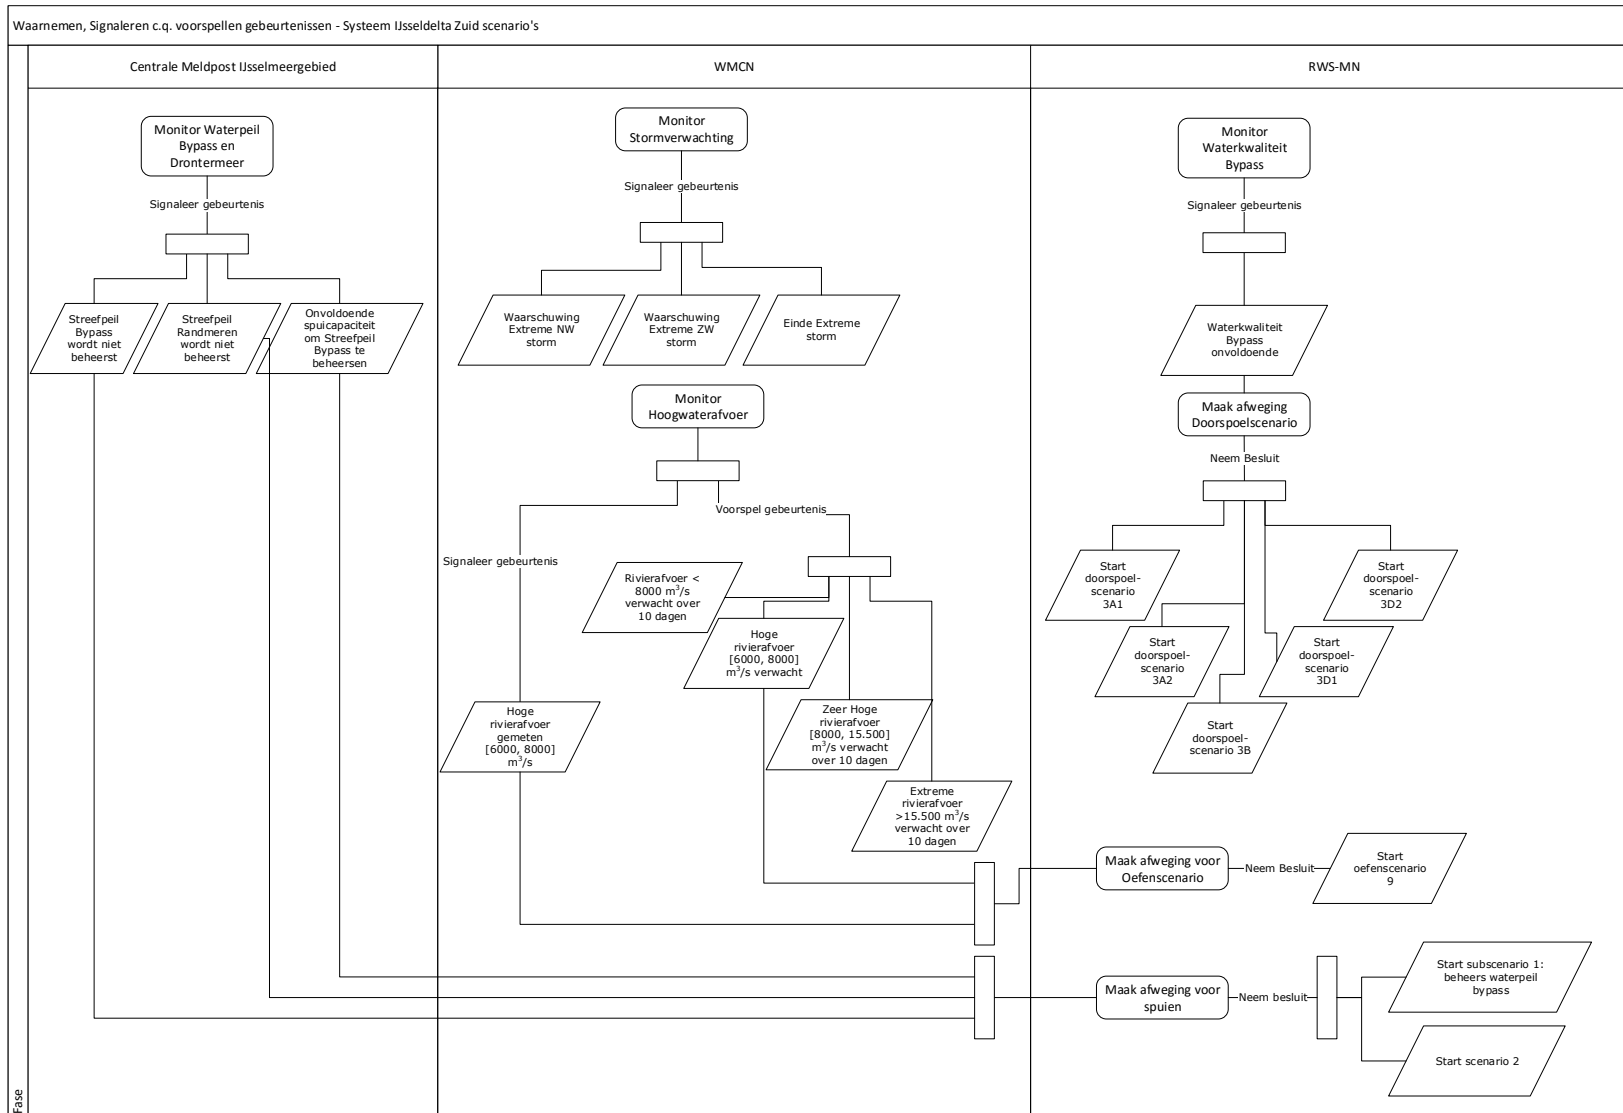 Waarnemen, Signaleren c.q. voorspellen gebeurtenissen - Systeem IJsseldelta Zuid scenario's
Centrale Meldpost IJsselmeergebied
WMCN
RWS-MN
Monitor Waterpeil
Bypass en
Drontermeer
Signaleer gebeurtenis
Streefpeil
Bypass
wordt niet
beheerst
Streefpeil
Randmeren
wordt niet
beheerst
Onvoldoende
spuicapaciteit
om Streefpeil
Bypass te
beheersen
Monitor
Stormverwachting
Signaleer gebeurtenis
Waarschuwing
Extreme NW
storm
Waarschuwing
Extreme ZW
storm
Einde Extreme
storm
Monitor
Hoogwaterafvoer
Voorspel gebeurtenis
Signaleer gebeurtenis
Rivierafvoer <
8000 m³/s
verwacht over
10 dagen
Hoge
rivierafvoer
[6000, 8000]
m³/s verwacht
Hoge
rivierafvoer
gemeten
[6000, 8000]
m³/s
Zeer Hoge
rivierafvoer
[8000, 15.500]
m³/s verwacht
over 10 dagen
Extreme
rivierafvoer
>15.500 m³/s
verwacht over
10 dagen
Monitor
Waterkwaliteit
Bypass
Signaleer gebeurtenis
Waterkwaliteit
Bypass
onvoldoende
Maak afweging
Doorspoelscenario
Neem Besluit
Start
doorspoel-
scenario
3A1
Start
doorspoel-
scenario
3D2
Start
doorspoel-
scenario
3A2
Start
doorspoel-
scenario
3D1
Start
doorspoel-
scenario 3B
Maak afweging voor
Oefenscenario
Neem Besluit
Start
oefenscenario
9
Maak afweging voor
spuien
Neem besluit
Start subscenario 1:
beheers waterpeil
bypass
Start scenario 2
Fase